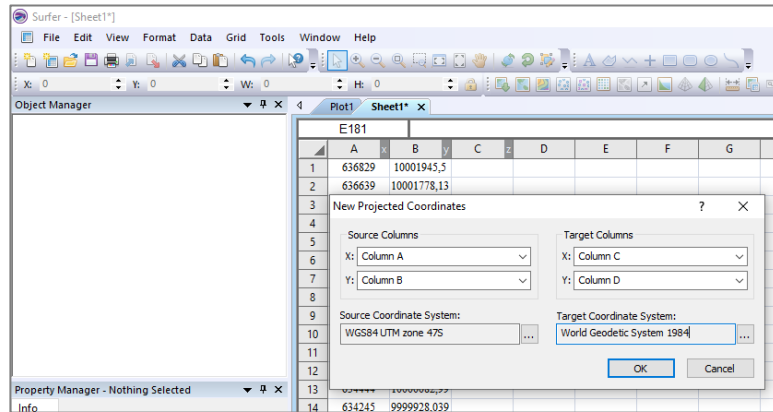 Surfer - [Sheet1*]
File Edit View Format Data Grid Tools Window Help
X: 0 Y: 0 W: 0 H: 0
Object Manager
Plot1 Sheet1*
E181
A x B y C z D E F G
1 636829 10001945,5
2 636639 10001778,13
3
4
5
6
7
8
9
10
11
12
13
14 634245 9999928,039
New Projected Coordinates ?
Source Columns
X: Column A
Y: Column B
Target Columns
X: Column C
Y: Column D
Source Coordinate System:
WGS84 UTM zone 47S ...
Target Coordinate System:
World Geodetic System 1984 ...
OK Cancel
Property Manager - Nothing Selected
Info